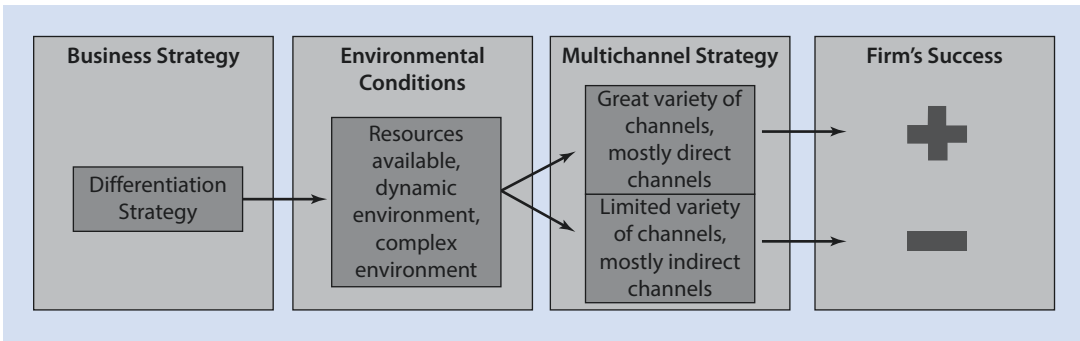 Business Strategy
Differentiation
Strategy
Environmental
Conditions
Resources
available,
dynamic
environment,
complex
environment
Multichannel Strategy
Great variety of
channels,
mostly direct
channels
Limited variety
of channels,
mostly indirect
channels
Firm's Success